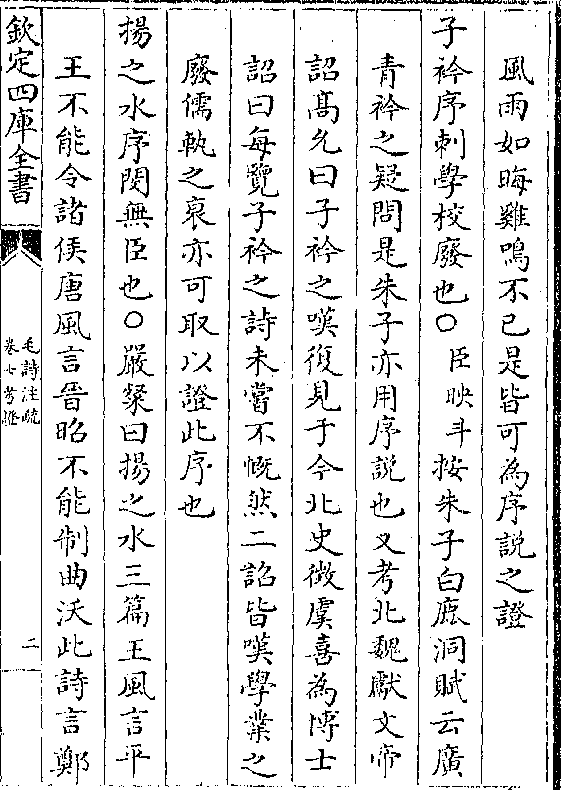 風雨如晦雞鳴不已是皆可為序説之證
子衿序刺學校廢也○臣映斗按朱子白鹿洞賦云廣
青衿之疑問是朱子亦用序説也又考北魏獻文帝
詔髙允曰子衿之嘆復見于今北史徴虞喜為博士
詔曰每覽子衿之詩未嘗不慨然二詔皆嘆學業之
廢儒執之衰亦可取以證此序也
揚之水序閔無臣也○嚴粲曰揚之水三篇王風言平
王不能令諸侯唐風言晉昭不能制曲沃此詩言鄭
欽定四庫全書
毛詩注疏
卷七考證
二